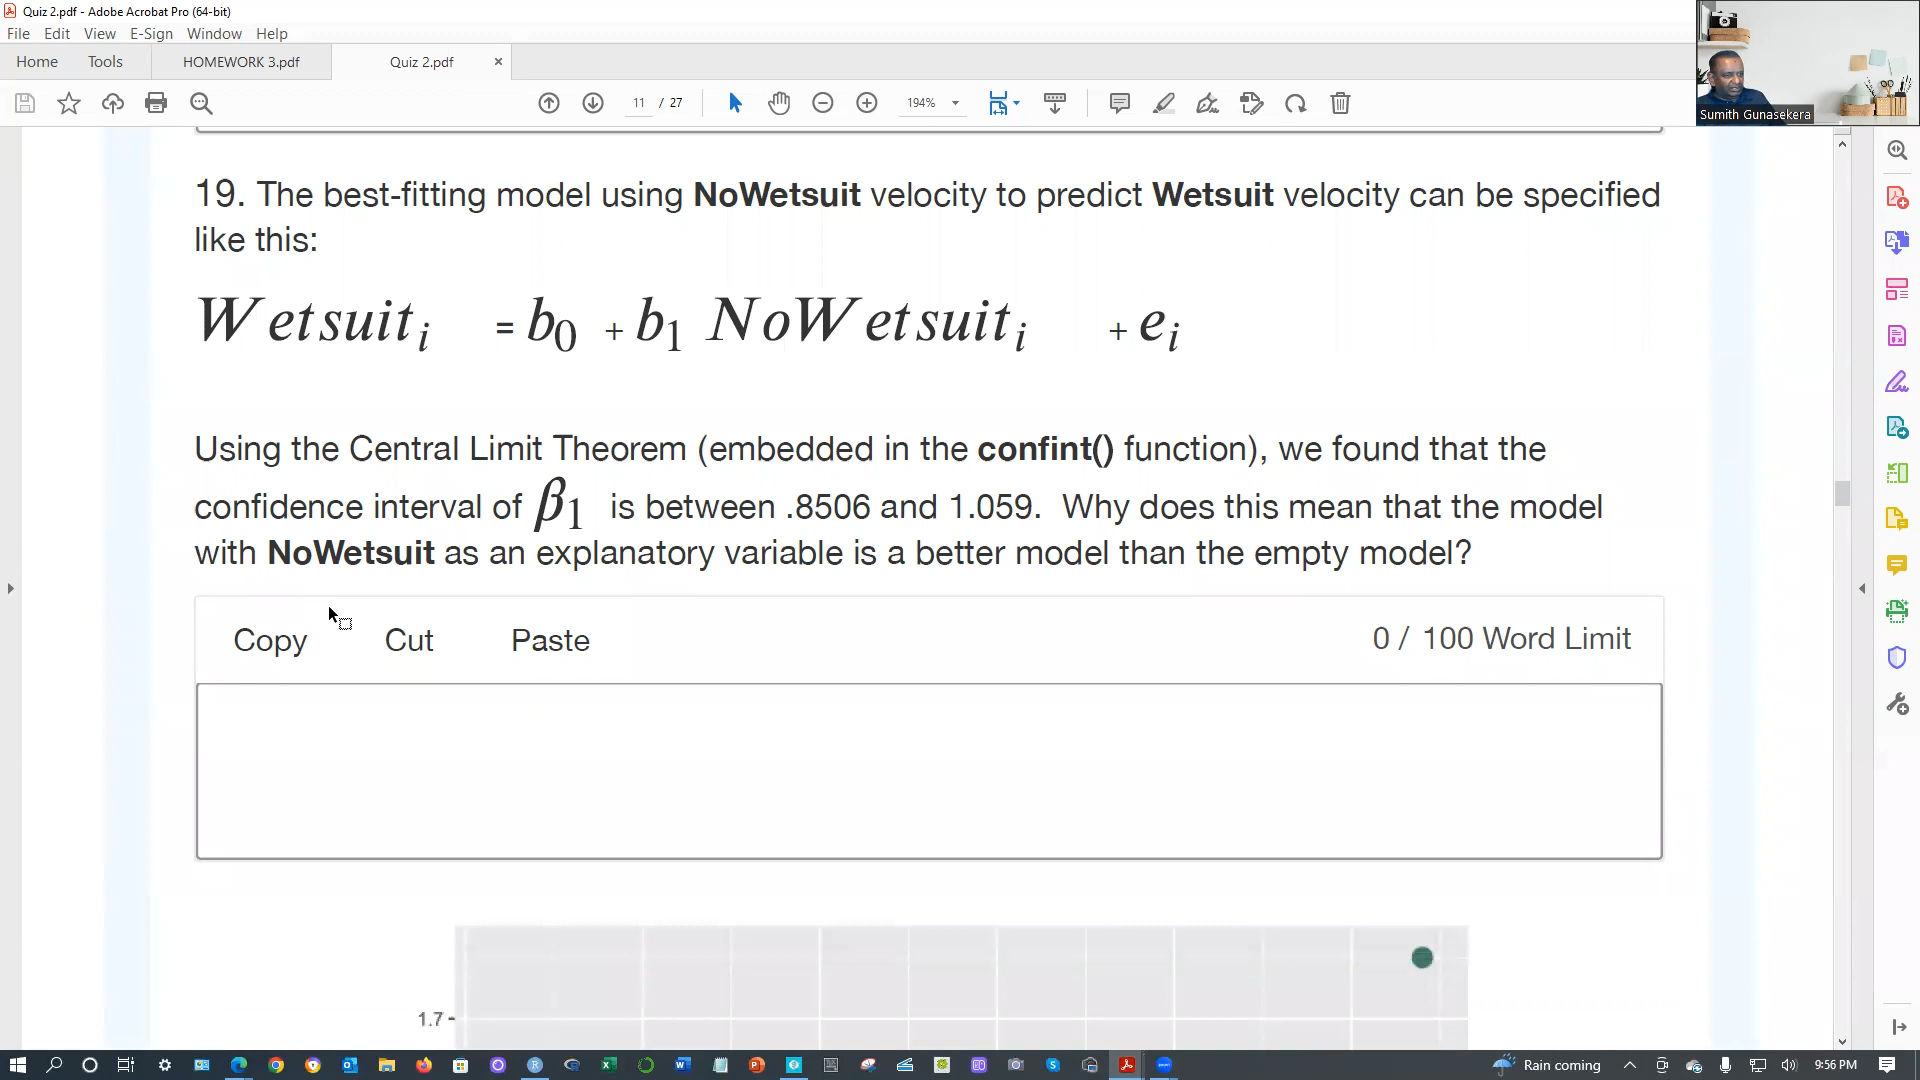 Quiz 2.pdf - Adobe Acrobat Pro (64-bit)
File Edit View E-Sign Window Help
Home Tools HOMEWORK 3.pdf Quiz 2.pdf ×
11 / 27 194%
Sumith Gunasekera
19. The best-fitting model using NoWetsuit velocity to predict Wetsuit velocity can be specified
like this:
Wetsuit_i = b_0 + b_1 NoWetsuit_i + e_i
Using the Central Limit Theorem (embedded in the confint() function), we found that the
confidence interval of β_1 is between .8506 and 1.059. Why does this mean that the model
with NoWetsuit as an explanatory variable is a better model than the empty model?
Copy Cut Paste 0 / 100 Word Limit
1.7
Rain coming 9:56 PM